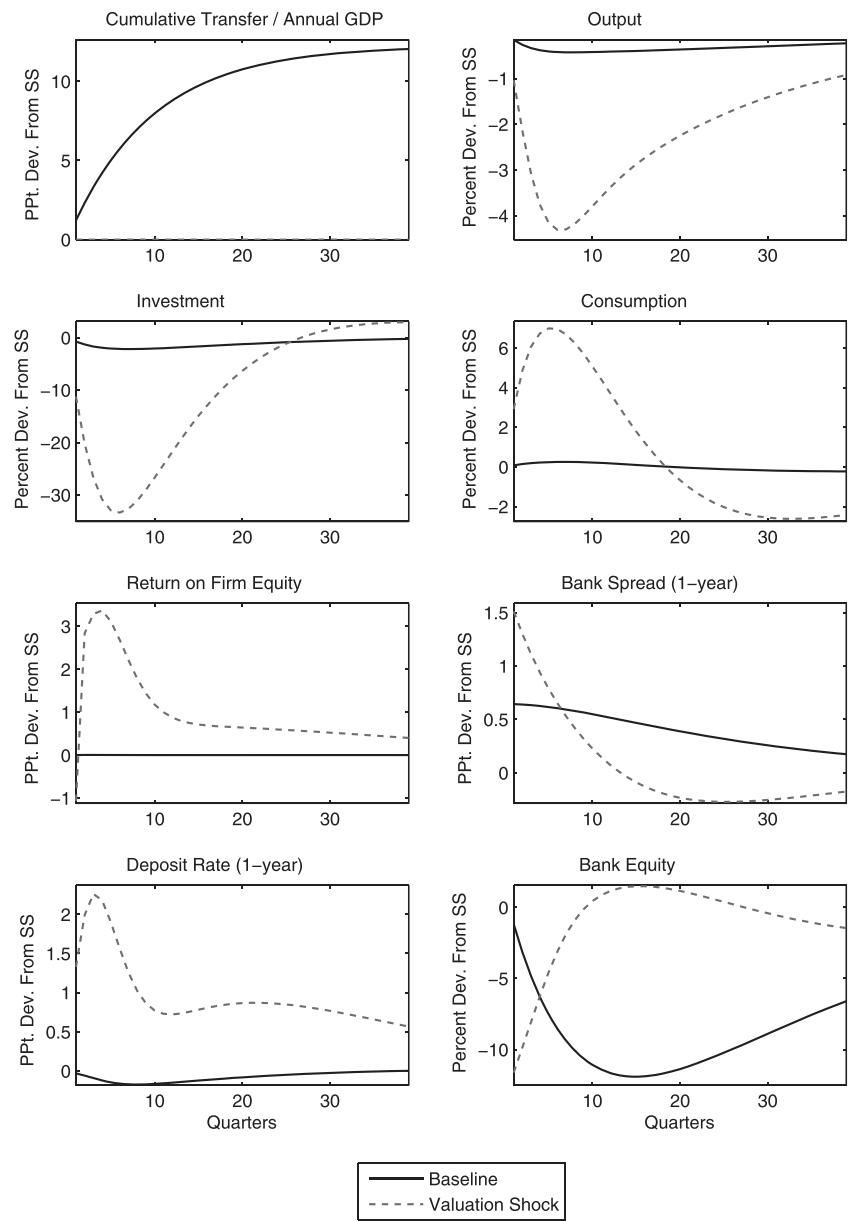 Cumulative Transfer / Annual GDP
PPt. Dev. From SS
10
5
0
10 20 30
Output
Percent Dev. From SS
−1
−2
−3
−4
10 20 30
Investment
Percent Dev. From SS
0
−10
−20
−30
10 20 30
Consumption
Percent Dev. From SS
6
4
2
0
−2
10 20 30
Return on Firm Equity
PPt. Dev. From SS
3
2
1
0
−1
10 20 30
Bank Spread (1−year)
PPt. Dev. From SS
1.5
1
0.5
0
10 20 30
Deposit Rate (1−year)
PPt. Dev. From SS
2
1.5
1
0.5
0
10 20 30
Quarters
Bank Equity
Percent Dev. From SS
0
−5
−10
10 20 30
Quarters
Baseline
Valuation Shock